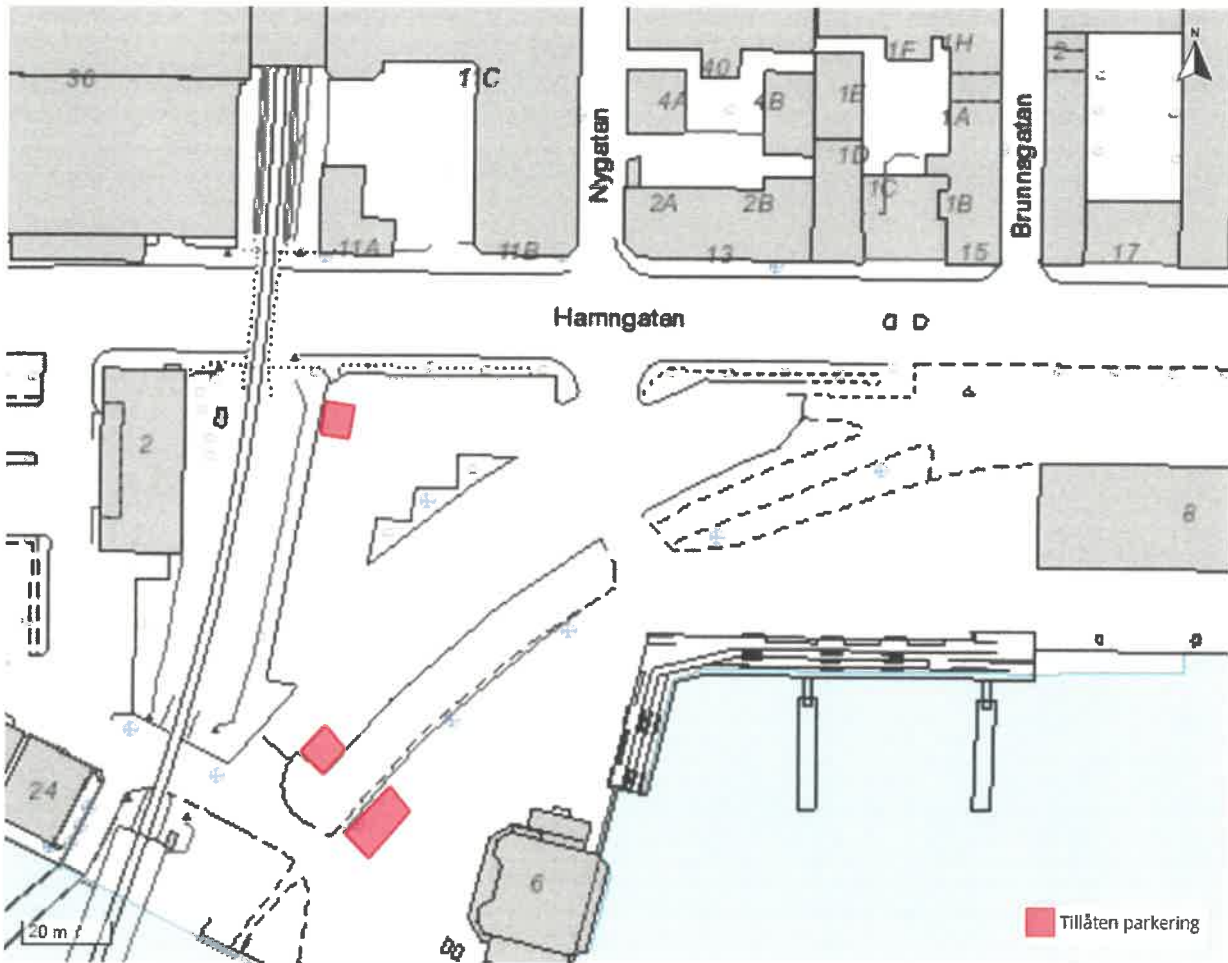 N
36
11C
40
1F
1H
2
4A
4B
1E
1A
1D
1C
1B
2A
2B
11A
11B
13
15
17
Nygatan
Brunnsgatan
Hamngatan
2
8
24
6
20 m
Tillåten parkering